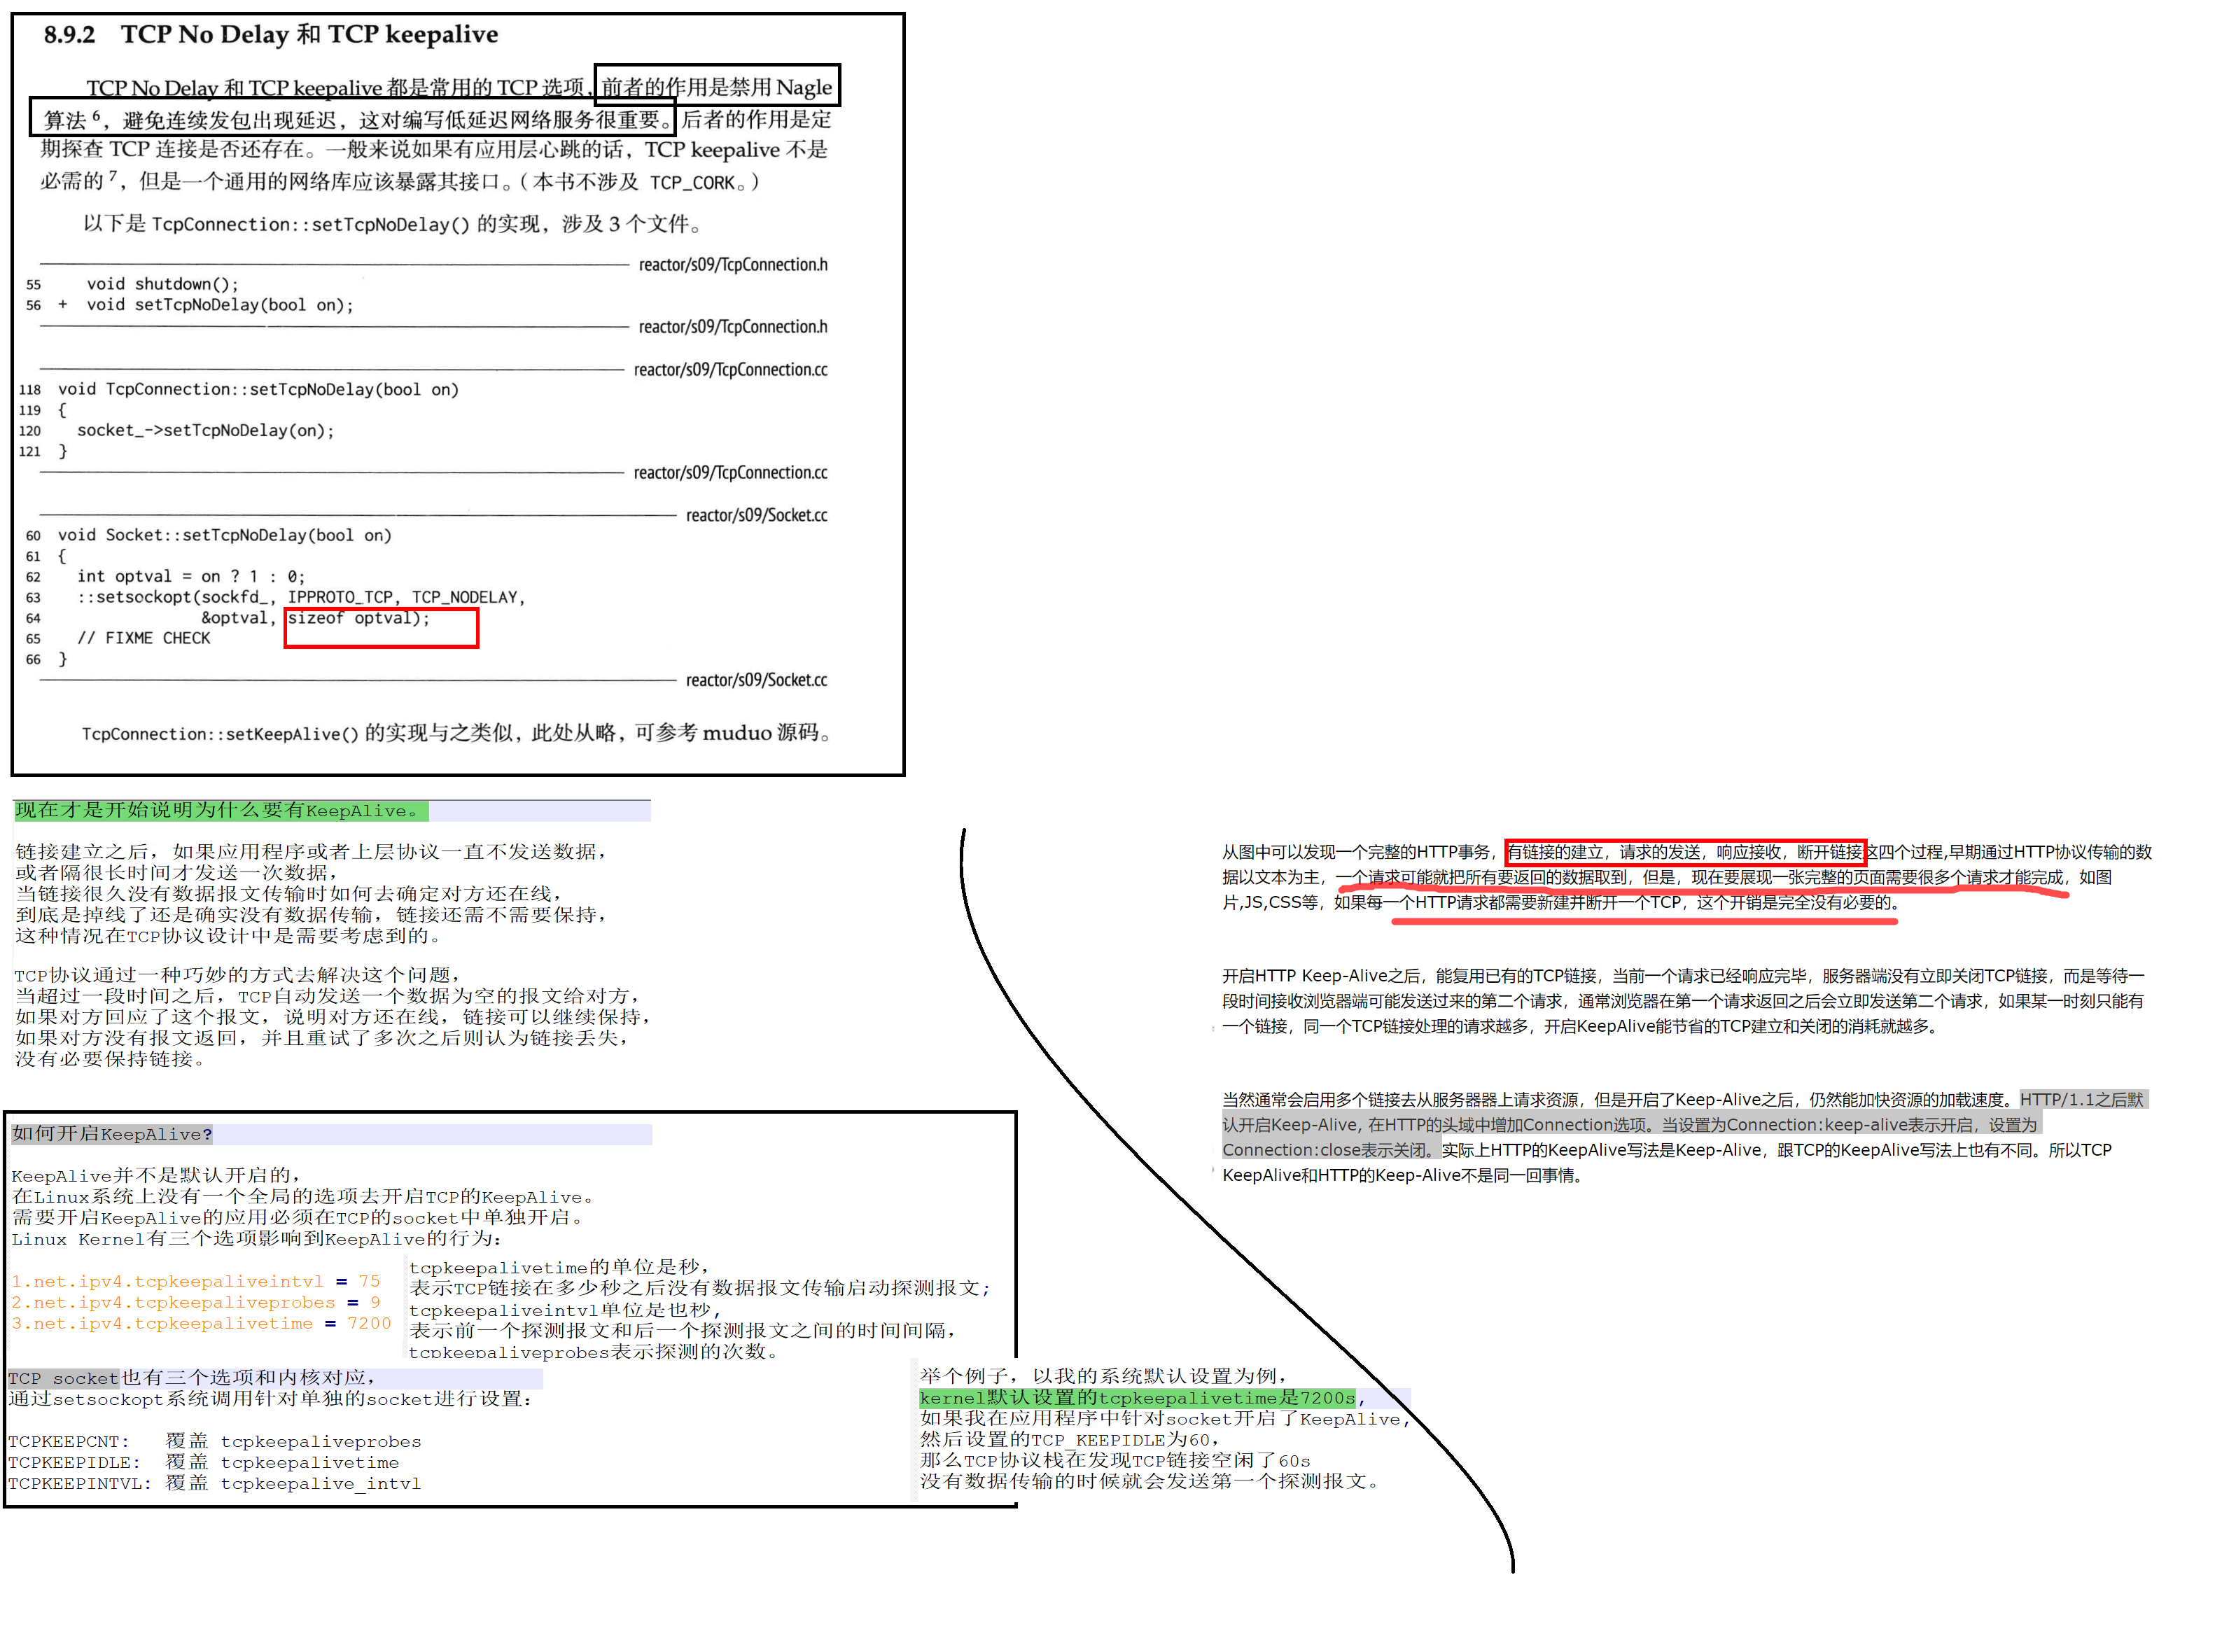 8.9.2 TCP No Delay 和 TCP keepalive
TCP No Delay 和 TCP keepalive 都是常用的 TCP 选项，前者的作用是禁用 Nagle
算法 6，避免连续发包出现延迟，这对编写低延迟网络服务很重要。后者的作用是定
期探查 TCP 连接是否还存在。一般来说如果有应用层心跳的话，TCP keepalive 不是
必需的 7，但是一个通用的网络库应该暴露其接口。（本书不涉及 TCP_CORK。）
以下是 TcpConnection::setTcpNoDelay() 的实现，涉及 3 个文件。
reactor/s09/TcpConnection.h
55 void shutdown();
56 + void setTcpNoDelay(bool on);
reactor/s09/TcpConnection.h
reactor/s09/TcpConnection.cc
118 void TcpConnection::setTcpNoDelay(bool on)
119 {
120 socket_->setTcpNoDelay(on);
121 }
reactor/s09/TcpConnection.cc
reactor/s09/Socket.cc
60 void Socket::setTcpNoDelay(bool on)
61 {
62 int optval = on ? 1 : 0;
63 ::setsockopt(sockfd_, IPPROTO_TCP, TCP_NODELAY,
64 &optval, sizeof optval);
65 // FIXME CHECK
66 }
reactor/s09/Socket.cc
TcpConnection::setKeepAlive() 的实现与之类似，此处从略，可参考 muduo 源码。
现在才是开始说明为什么要有KeepAlive。
链接建立之后，如果应用程序或者上层协议一直不发送数据，
或者隔很长时间才发送一次数据，
当链接很久没有数据报文传输时如何去确定对方还在线，
到底是掉线了还是确实没有数据传输，链接还需不需要保持，
这种情况在TCP协议设计中是需要考虑到的。
TCP协议通过一种巧妙的方式去解决这个问题，
当超过一段时间之后，TCP自动发送一个数据为空的报文给对方，
如果对方回应了这个报文，说明对方还在线，链接可以继续保持，
如果对方没有报文返回，并且重试了多次之后则认为链接丢失，
没有必要保持链接。
如何开启KeepAlive?
KeepAlive并不是默认开启的，
在Linux系统上没有一个全局的选项去开启TCP的KeepAlive。
需要开启KeepAlive的应用必须在TCP的socket中单独开启。
Linux Kernel有三个选项影响到KeepAlive的行为：
1.net.ipv4.tcpkeepaliveintvl = 75
2.net.ipv4.tcpkeepaliveprobes = 9
3.net.ipv4.tcpkeepalivetime = 7200
tcpkeepalivetime的单位是秒，
表示TCP链接在多少秒之后没有数据报文传输启动探测报文;
tcpkeepaliveintvl单位是也秒,
表示前一个探测报文和后一个探测报文之间的时间间隔，
tcpkeepaliveprobes表示探测的次数。
TCP socket也有三个选项和内核对应，
通过setsockopt系统调用针对单独的socket进行设置：
TCPKEEPCNT: 覆盖 tcpkeepaliveprobes
TCPKEEPIDLE: 覆盖 tcpkeepalivetime
TCPKEEPINTVL: 覆盖 tcpkeepalive_intvl
举个例子，以我的系统默认设置为例，
kernel默认设置的tcpkeepalivetime是7200s,
如果我在应用程序中针对socket开启了KeepAlive,
然后设置的TCP_KEEPIDLE为60，
那么TCP协议栈在发现TCP链接空闲了60s
没有数据传输的时候就会发送第一个探测报文。
从图中可以发现一个完整的HTTP事务，有链接的建立，请求的发送，响应接收，断开链接这四个过程,早期通过HTTP协议传输的数
据以文本为主，一个请求可能就把所有要返回的数据取到，但是，现在要展现一张完整的页面需要很多个请求才能完成，如图
片,JS,CSS等，如果每一个HTTP请求都需要新建并断开一个TCP，这个开销是完全没有必要的。
开启HTTP Keep-Alive之后，能复用已有的TCP链接，当前一个请求已经响应完毕，服务器端没有立即关闭TCP链接，而是等待一
段时间接收浏览器端可能发送过来的第二个请求，通常浏览器在第一个请求返回之后会立即发送第二个请求，如果某一时刻只能有
一个链接，同一个TCP链接处理的请求越多，开启KeepAlive能节省的TCP建立和关闭的消耗就越多。
当然通常会启用多个链接去从服务器器上请求资源，但是开启了Keep-Alive之后，仍然能加快资源的加载速度。HTTP/1.1之后默
认开启Keep-Alive, 在HTTP的头域中增加Connection选项。当设置为Connection:keep-alive表示开启，设置为
Connection:close表示关闭。实际上HTTP的KeepAlive写法是Keep-Alive，跟TCP的KeepAlive写法上也有不同。所以TCP
KeepAlive和HTTP的Keep-Alive不是同一回事情。